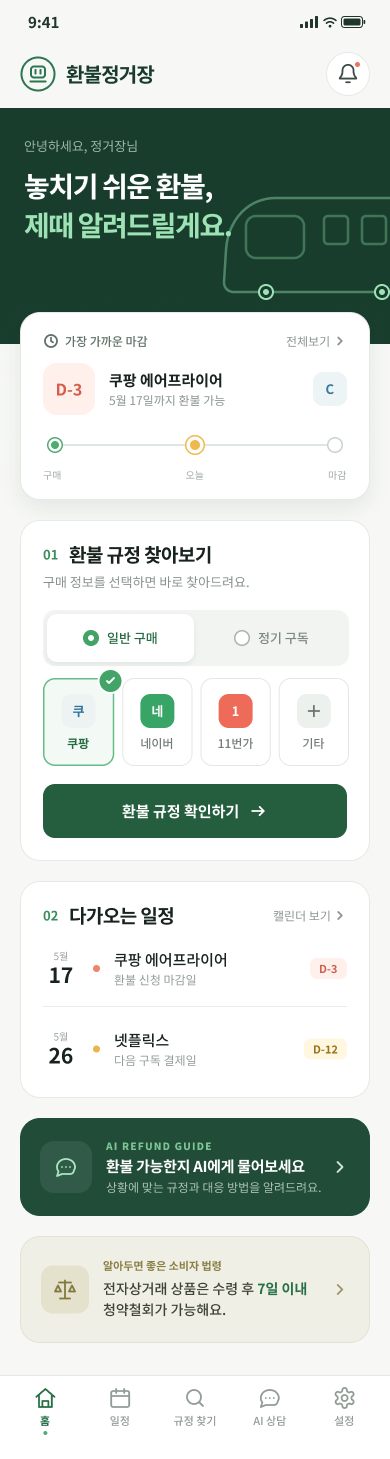 9:41
환불정거장
안녕하세요, 정거장님
놓치기 쉬운 환불,
제때 알려드릴게요.
가장 가까운 마감
전체보기
D-3
쿠팡 에어프라이어
5월 17일까지 환불 가능
C
구매
오늘
마감
01 환불 규정 찾아보기
구매 정보를 선택하면 바로 찾아드려요.
일반 구매
정기 구독
쿠
네
1
쿠팡
네이버
11번가
기타
환불 규정 확인하기
02 다가오는 일정
캘린더 보기
5월
17
쿠팡 에어프라이어
환불 신청 마감일
D-3
5월
26
넷플릭스
다음 구독 결제일
D-12
AI REFUND GUIDE
환불 가능한지 AI에게 물어보세요
상황에 맞는 규정과 대응 방법을 알려드려요.
알아두면 좋은 소비자 법령
전자상거래 상품은 수령 후 7일 이내
청약철회가 가능해요.
홈
일정
규정 찾기
AI 상담
설정